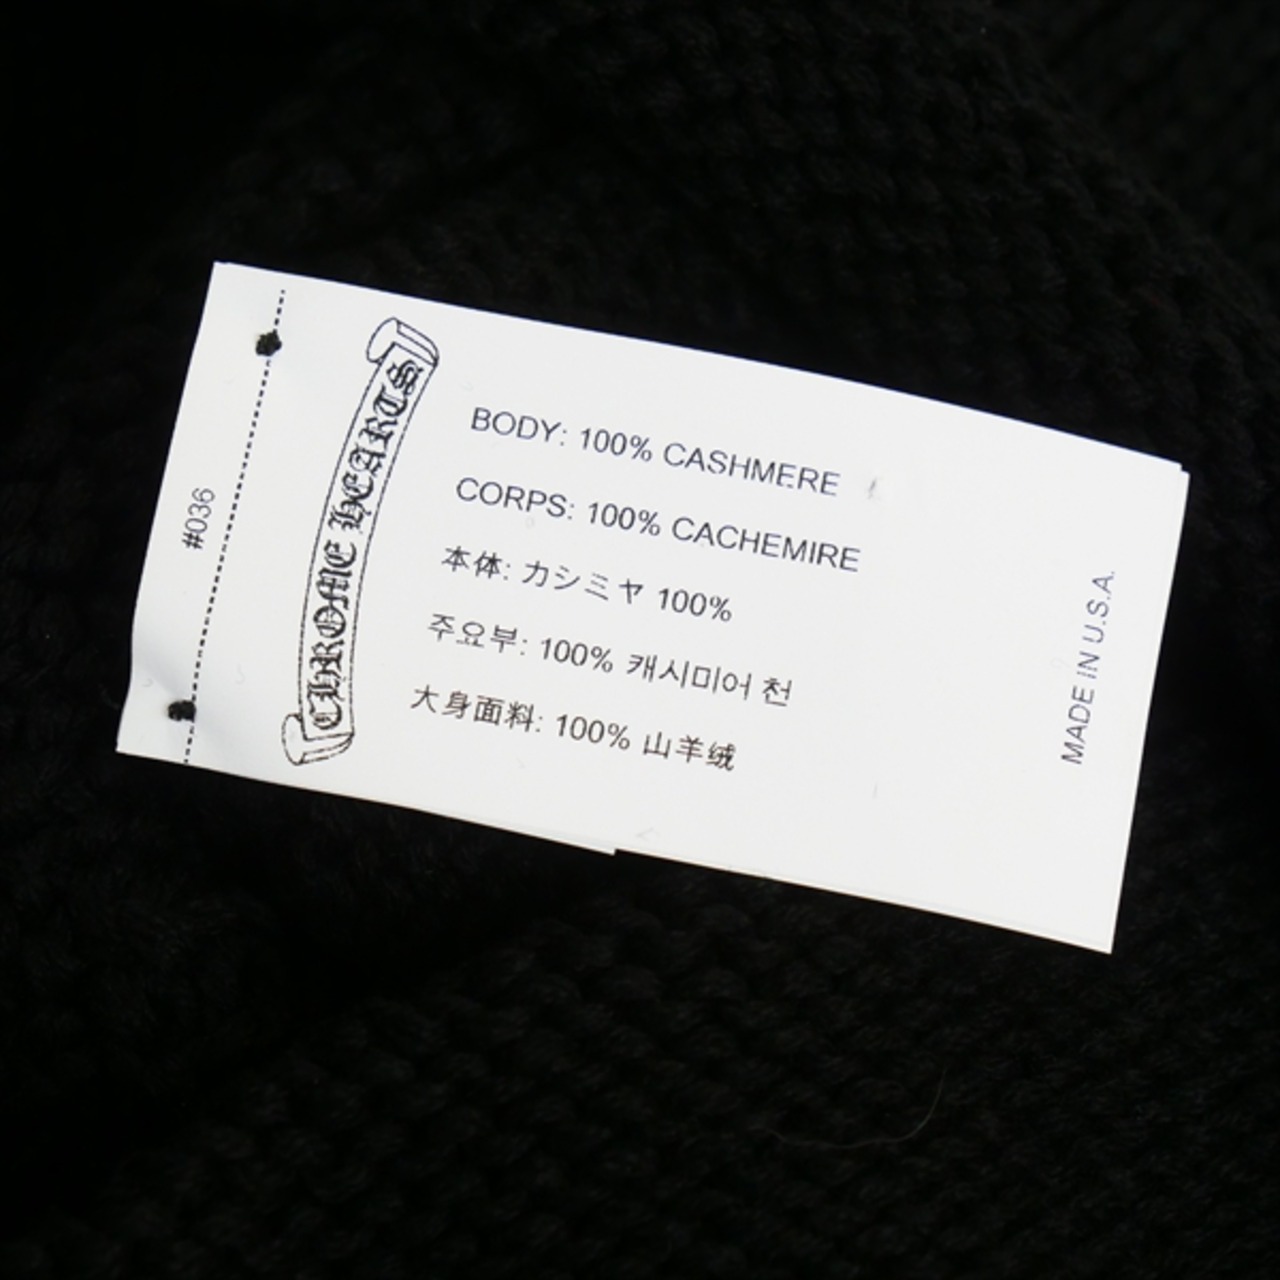 #036
CHROME HEARTS
BODY: 100% CASHMERE
CORPS: 100% CACHEMIRE
本体: カシミヤ 100%
주요부: 100% 캐시미어 천
大身面料: 100% 山羊绒
MADE IN U.S.A.